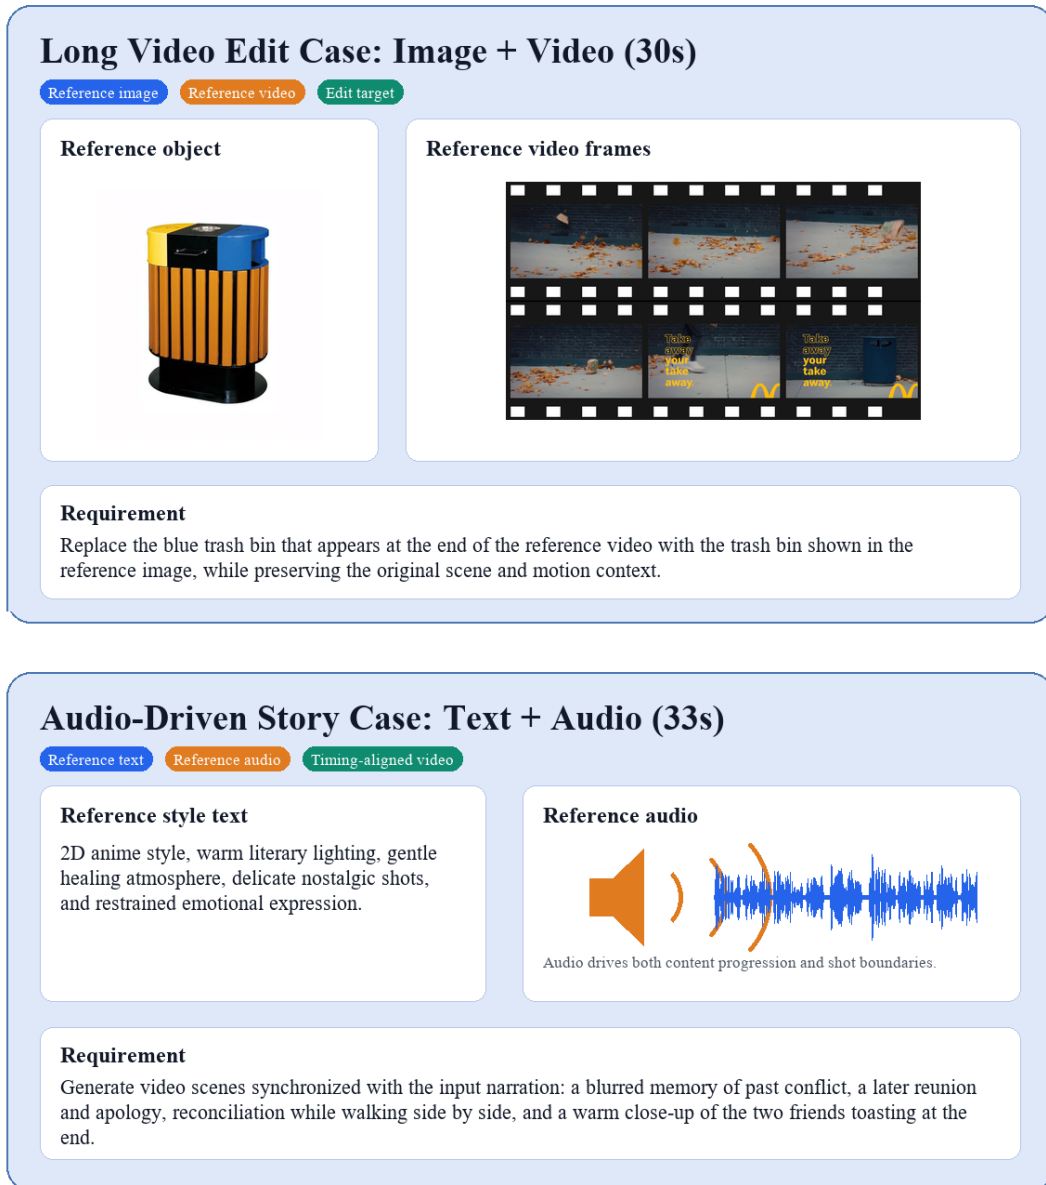 Long Video Edit Case: Image + Video (30s)
Reference image
Reference video
Edit target
Reference object
Reference video frames
Take
away
your
take
away.
Take
away
your
take
away.
Requirement
Replace the blue trash bin that appears at the end of the reference video with the trash bin shown in the
reference image, while preserving the original scene and motion context.
Audio-Driven Story Case: Text + Audio (33s)
Reference text
Reference audio
Timing-aligned video
Reference style text
2D anime style, warm literary lighting, gentle
healing atmosphere, delicate nostalgic shots,
and restrained emotional expression.
Reference audio
Audio drives both content progression and shot boundaries.
Requirement
Generate video scenes synchronized with the input narration: a blurred memory of past conflict, a later reunion
and apology, reconciliation while walking side by side, and a warm close-up of the two friends toasting at the
end.